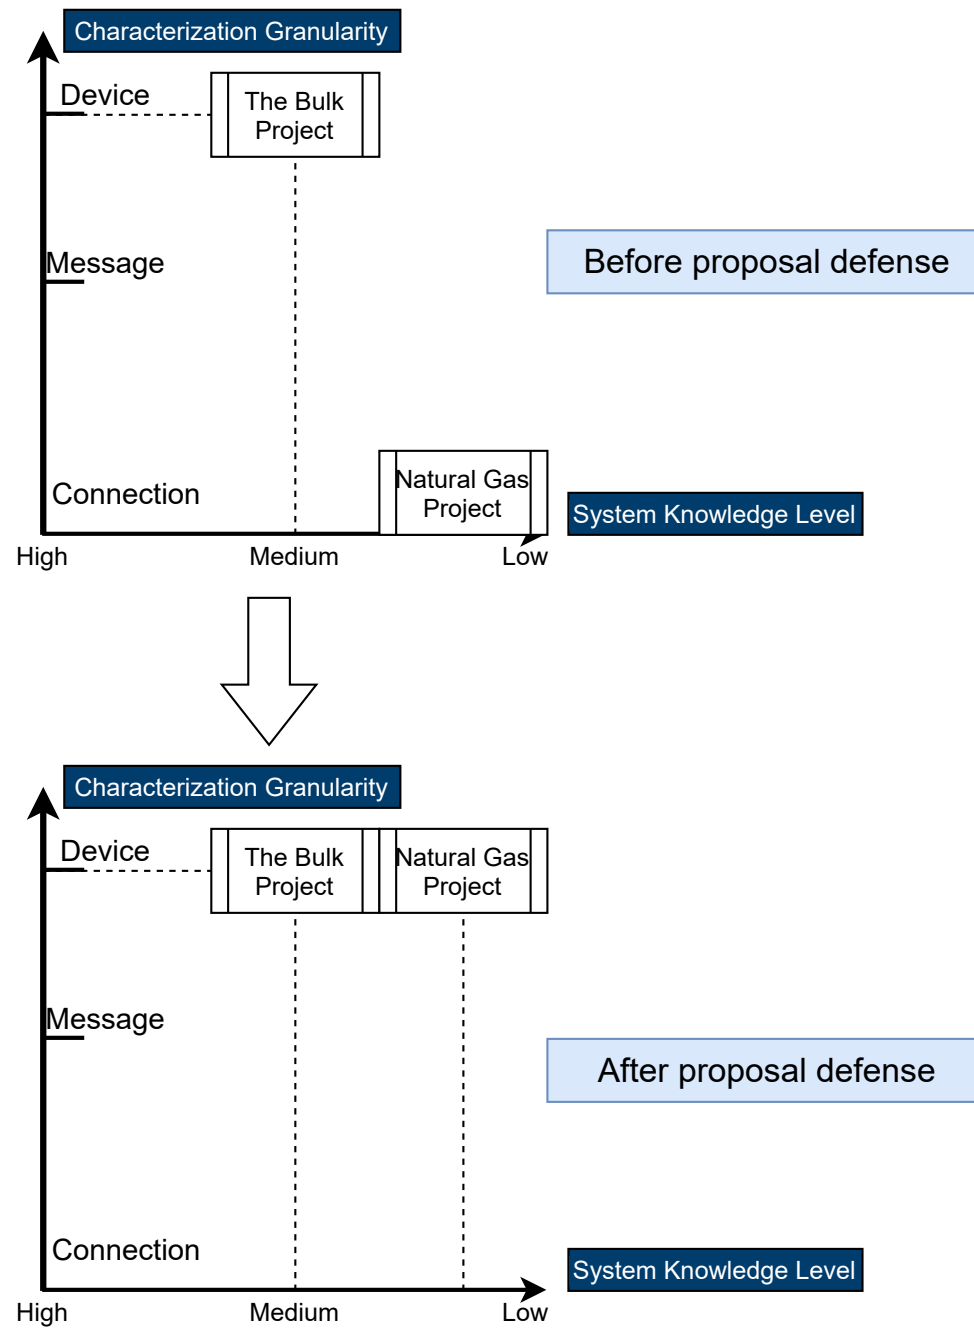 Characterization Granularity
Device
The Bulk
Project
Message
Before proposal defense
Connection
Natural Gas
Project
System Knowledge Level
High
Medium
Low
Characterization Granularity
Device
The Bulk
Project
Natural Gas
Project
Message
After proposal defense
Connection
System Knowledge Level
High
Medium
Low